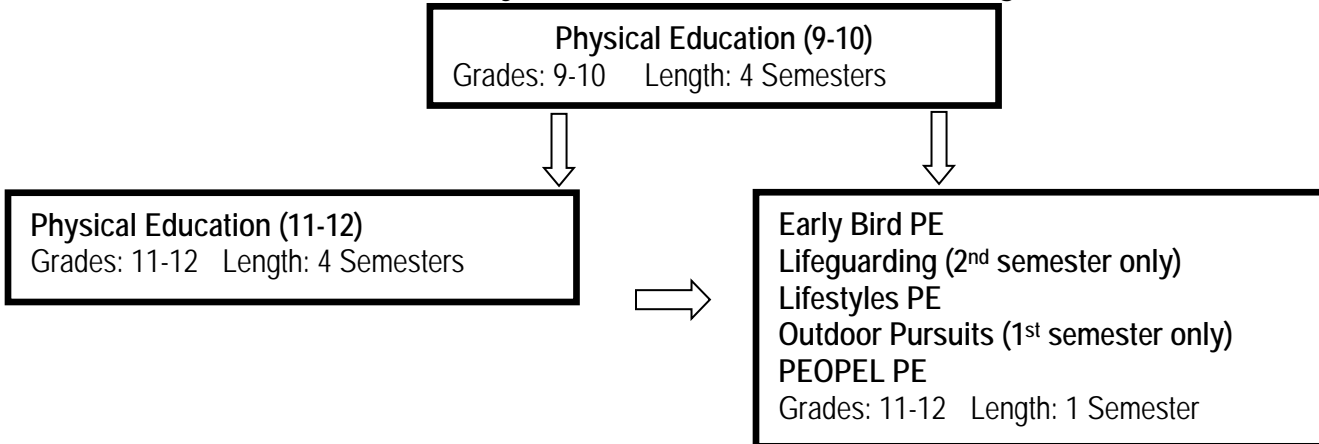 Physical Education (9-10)
Grades: 9-10 Length: 4 Semesters
Physical Education (11-12)
Grades: 11-12 Length: 4 Semesters
Early Bird PE
Lifeguarding (2nd semester only)
Lifestyles PE
Outdoor Pursuits (1st semester only)
PEOPEL PE
Grades: 11-12 Length: 1 Semester